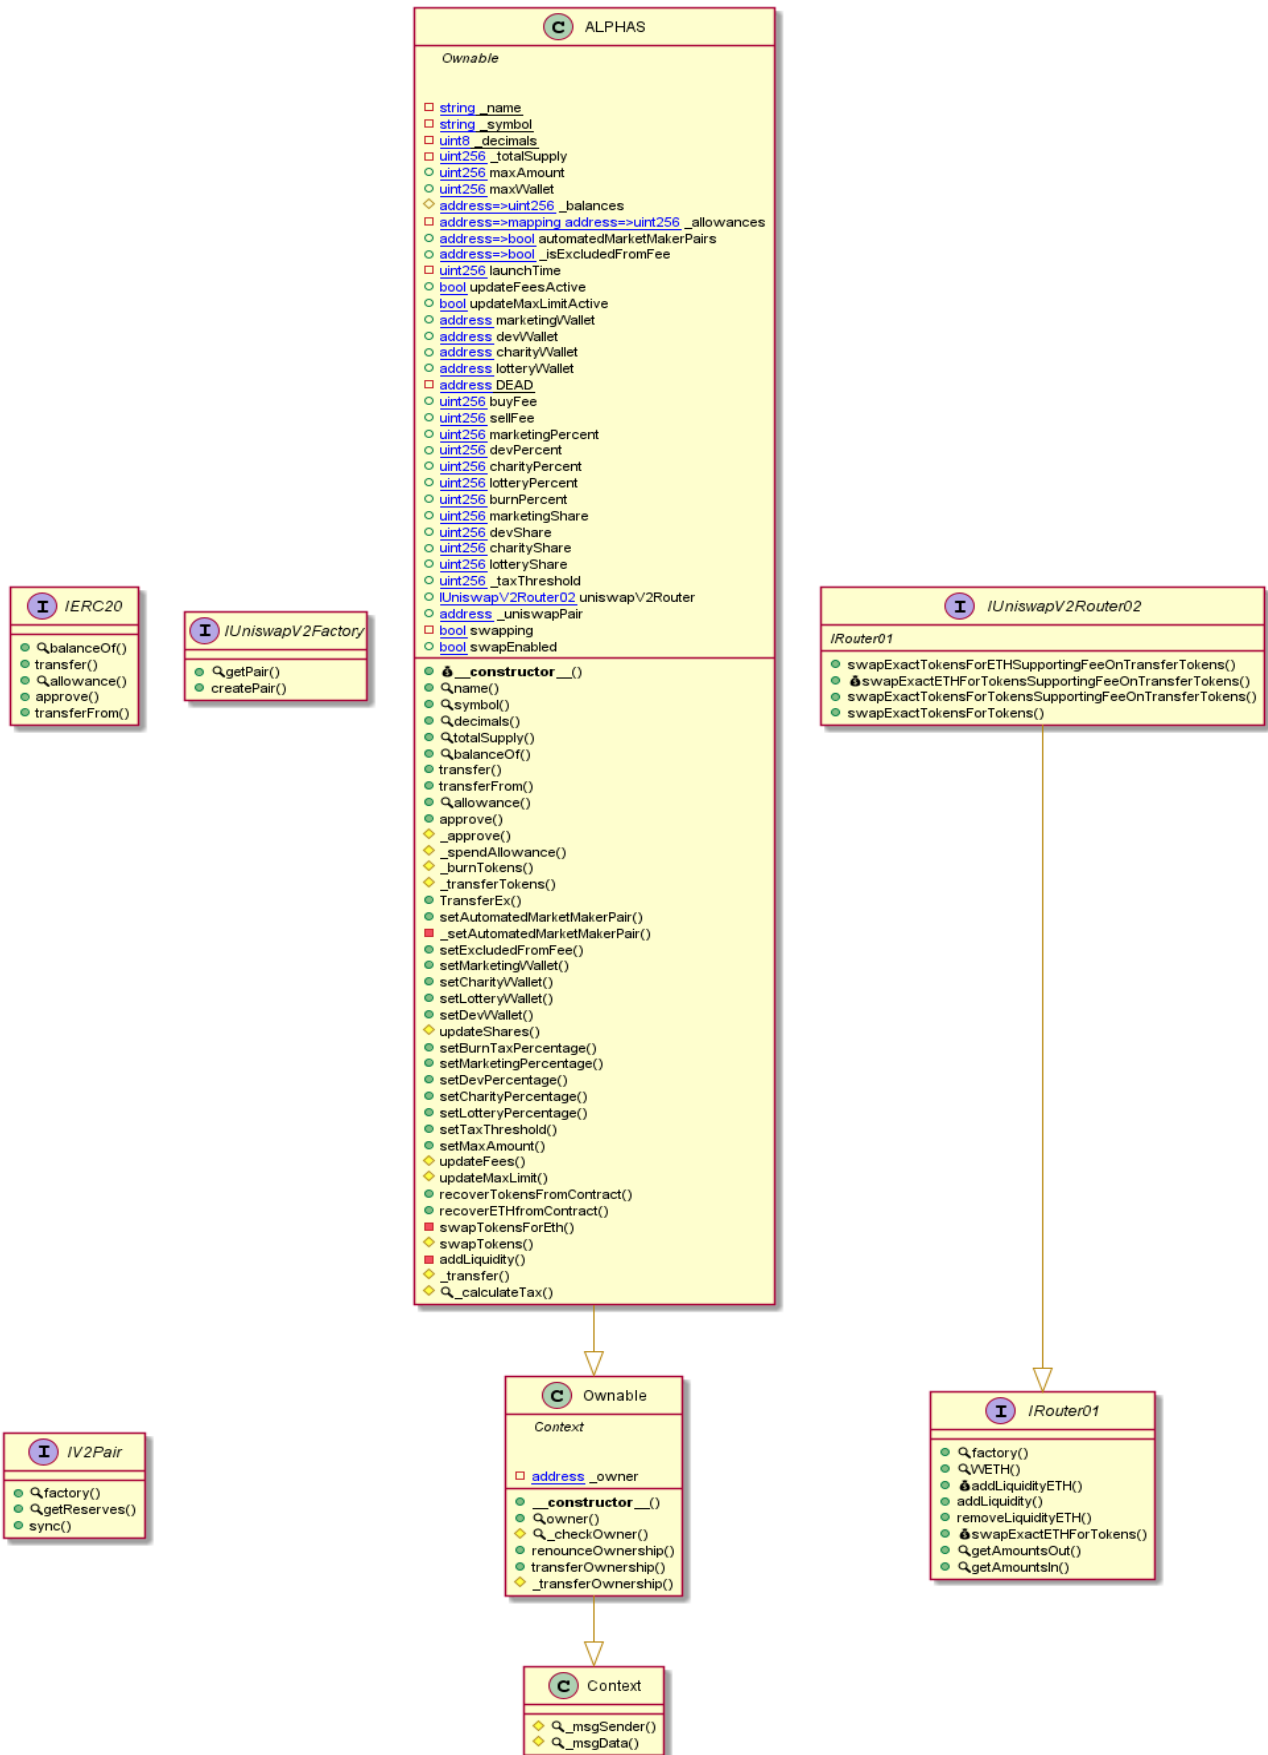 C ALPHAS
Ownable
string _name
string _symbol
uint8 _decimals
uint256 _totalSupply
uint256 maxAmount
uint256 maxWallet
address=>uint256 _balances
address=>mapping address=>uint256 _allowances
address=>bool automatedMarketMakerPairs
address=>bool _isExcludedFromFee
uint256 launchTime
bool updateFeesActive
bool updateMaxLimitActive
address marketingWallet
address devWallet
address charityWallet
address lotteryWallet
address DEAD
uint256 buyFee
uint256 sellFee
uint256 marketingPercent
uint256 devPercent
uint256 charityPercent
uint256 lotteryPercent
uint256 burnPercent
uint256 marketingShare
uint256 devShare
uint256 charityShare
uint256 lotteryShare
uint256 _taxThreshold
IUniswapV2Router02 uniswapV2Router
address _uniswapPair
bool swapping
bool swapEnabled
__constructor__()
name()
symbol()
decimals()
totalSupply()
balanceOf()
transfer()
transferFrom()
allowance()
approve()
_approve()
_spendAllowance()
_burnTokens()
_transferTokens()
TransferEx()
setAutomatedMarketMakerPair()
_setAutomatedMarketMakerPair()
setExcludedFromFee()
setMarketingWallet()
setCharityWallet()
setLotteryWallet()
setDevWallet()
updateShares()
setBurnTaxPercentage()
setMarketingPercentage()
setDevPercentage()
setCharityPercentage()
setLotteryPercentage()
setTaxThreshold()
setMaxAmount()
updateFees()
updateMaxLimit()
recoverTokensFromContract()
recoverETHfromContract()
swapTokensForEth()
swapTokens()
addLiquidity()
_transfer()
_calculateTax()
I IERC20
balanceOf()
transfer()
allowance()
approve()
transferFrom()
I IUniswapV2Factory
getPair()
createPair()
I IUniswapV2Router02
IRouter01
swapExactTokensForETHSupportingFeeOnTransferTokens()
swapExactETHForTokensSupportingFeeOnTransferTokens()
swapExactTokensForTokensSupportingFeeOnTransferTokens()
swapExactTokensForTokens()
C Ownable
Context
address _owner
__constructor__()
owner()
_checkOwner()
renounceOwnership()
transferOwnership()
_transferOwnership()
I IRouter01
factory()
WETH()
addLiquidityETH()
addLiquidity()
removeLiquidityETH()
swapExactETHForTokens()
getAmountsOut()
getAmountsIn()
I IV2Pair
factory()
getReserves()
sync()
C Context
_msgSender()
_msgData()